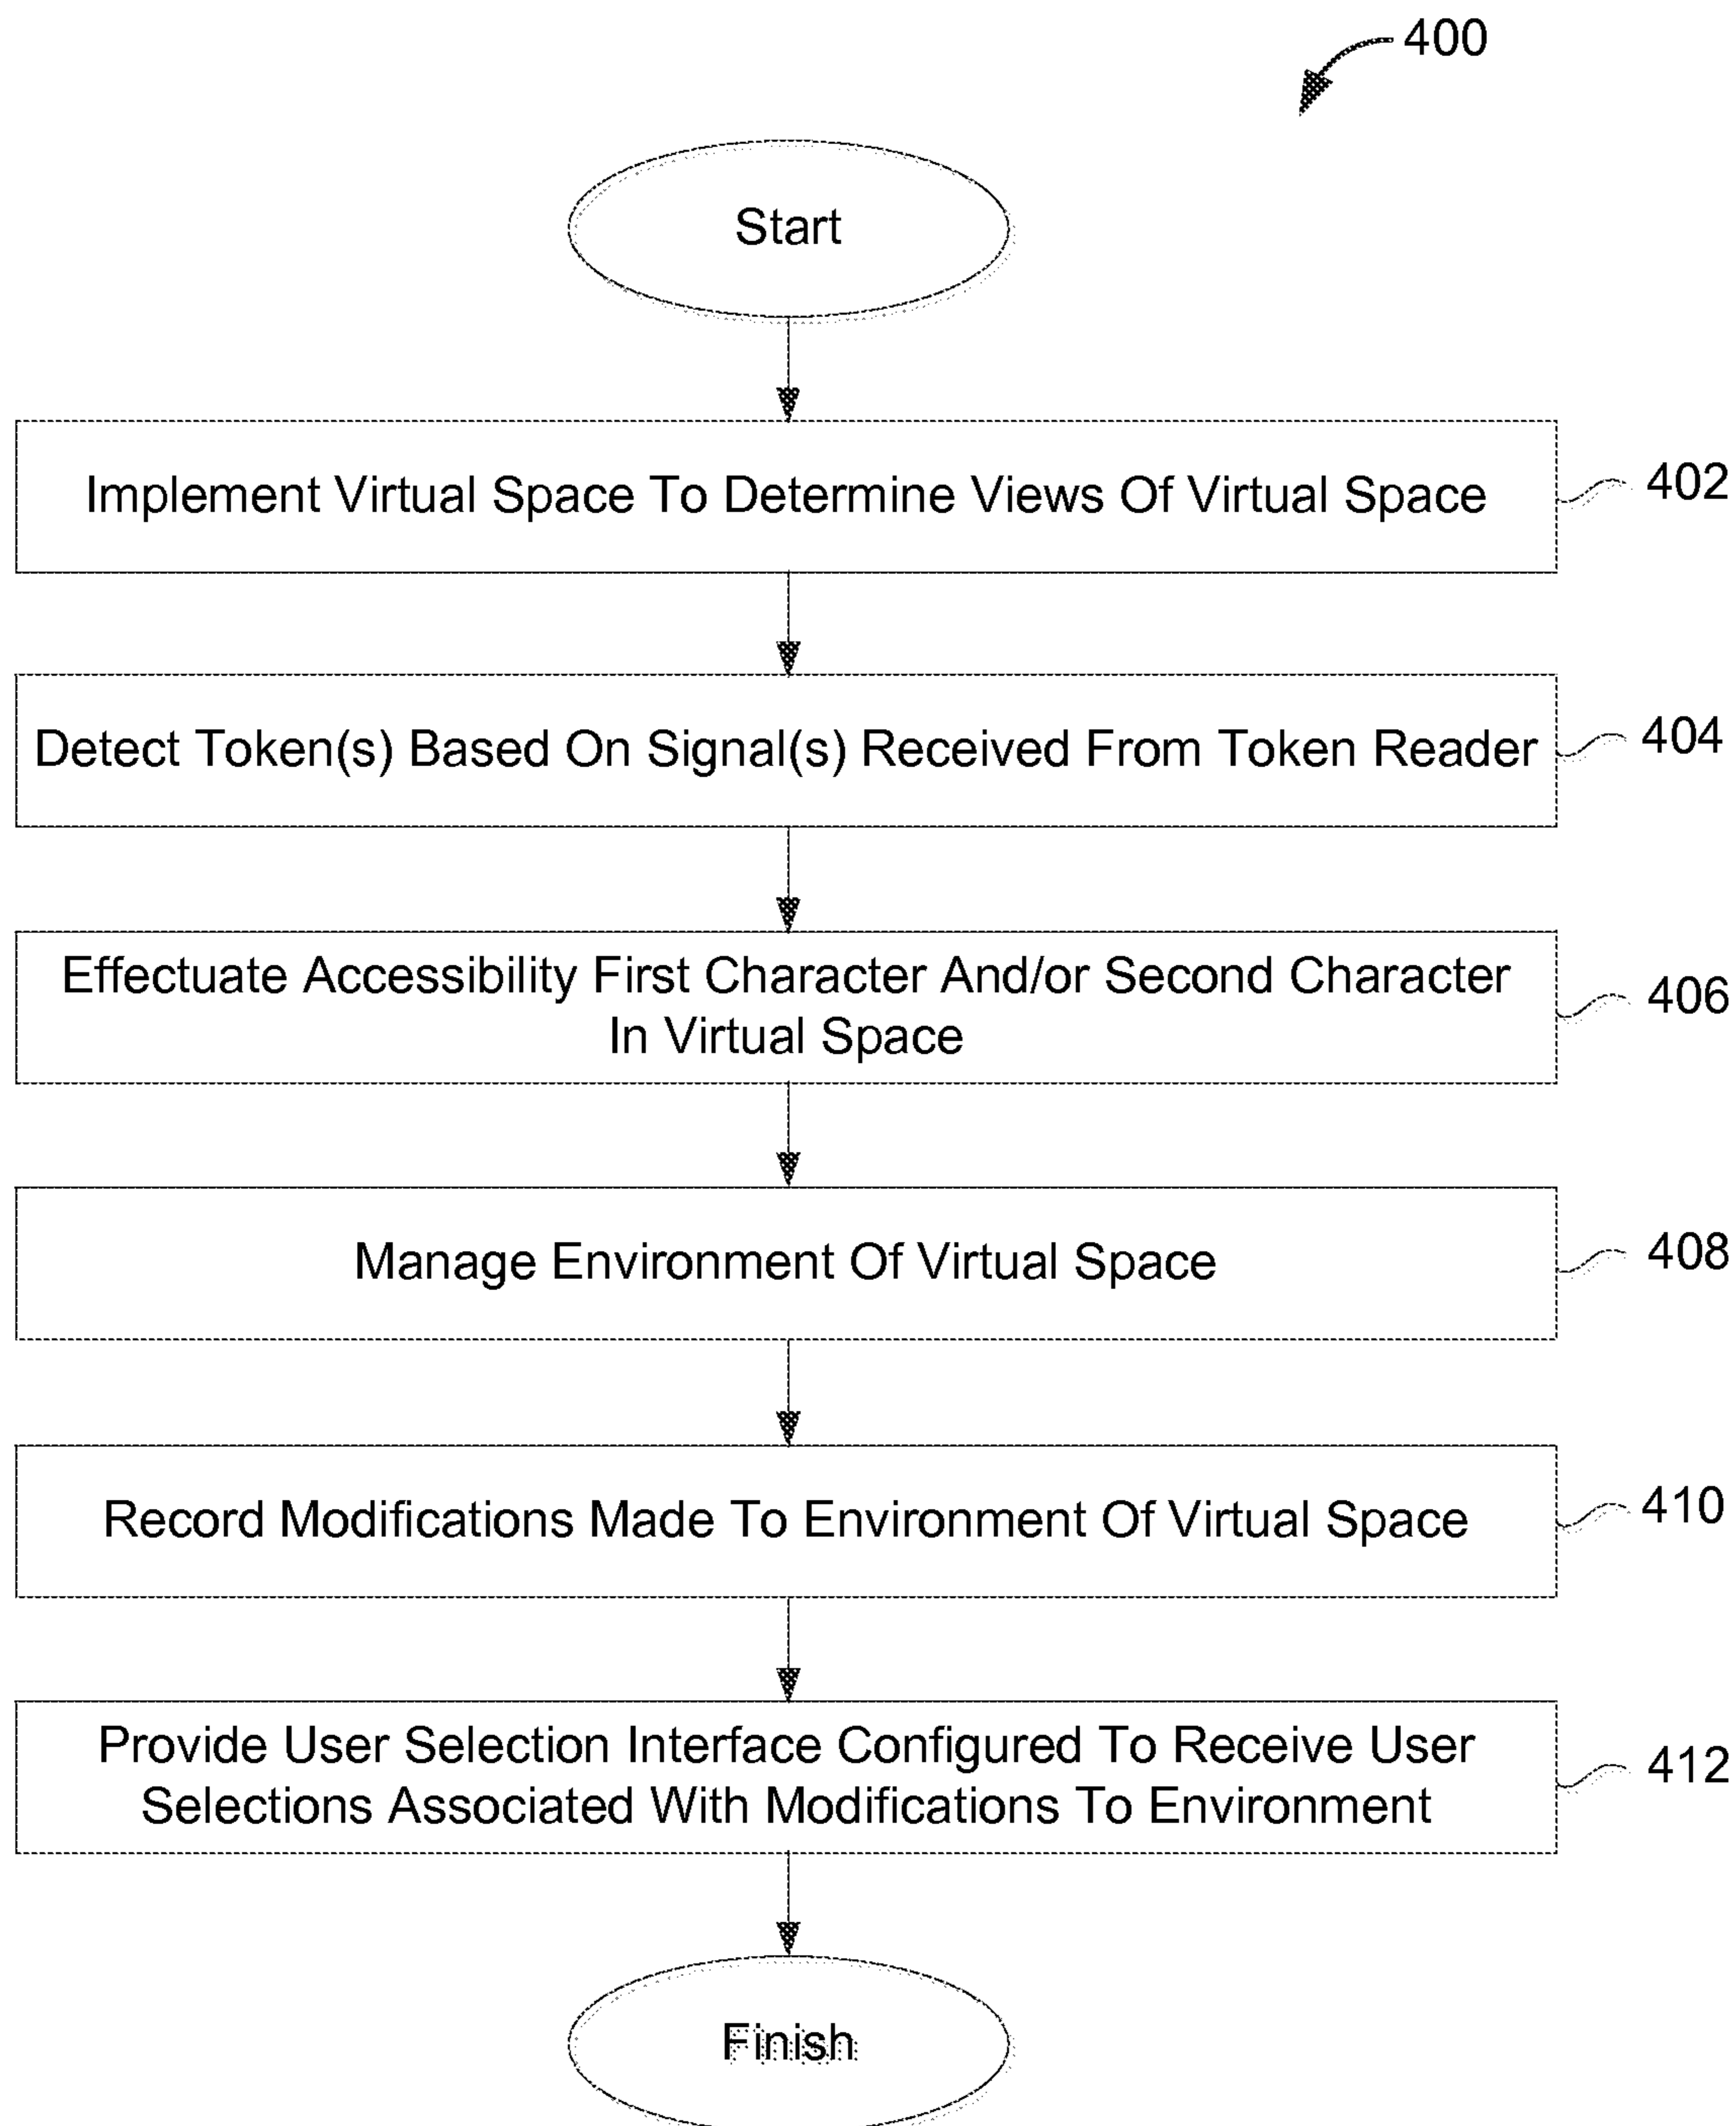 400
Start
Implement Virtual Space To Determine Views Of Virtual Space
402
Detect Token(s) Based On Signal(s) Received From Token Reader
404
Effectuate Accessibility First Character And/or Second Character
In Virtual Space
406
Manage Environment Of Virtual Space
408
Record Modifications Made To Environment Of Virtual Space
410
Provide User Selection Interface Configured To Receive User
Selections Associated With Modifications To Environment
412
Finish